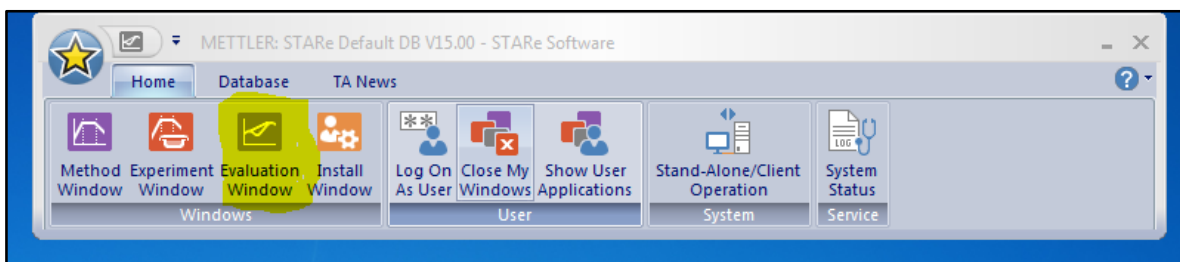 METTLER: STARe Default DB V15.00 - STARe Software
Home Database TA News
Method Window
Experiment Window
Evaluation Window
Install Window
Windows
** Log On As User
Close My Windows
Show User Applications
User
Stand-Alone/Client Operation
System
LOG
System Status
Service